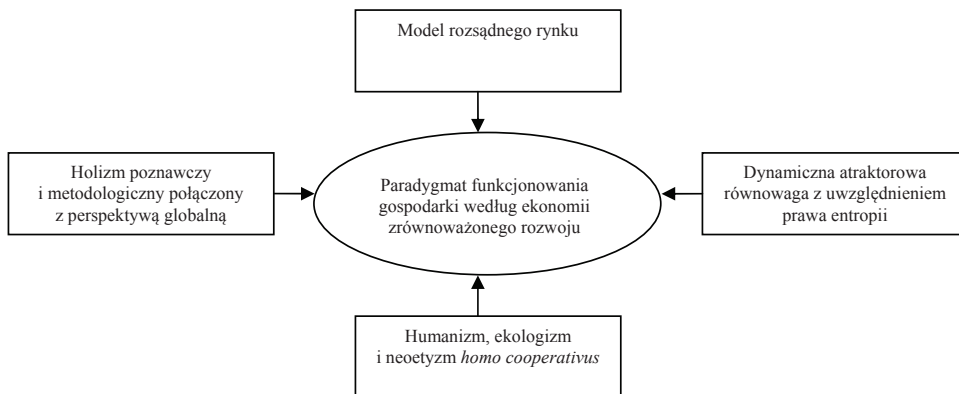 Model rozsądnego rynku
Holizm poznawczy
i metodologiczny połączony
z perspektywą globalną
Paradygmat funkcjonowania
gospodarki według ekonomii
zrównoważonego rozwoju
Dynamiczna atraktorowa
równowaga z uwzględnieniem
prawa entropii
Humanizm, ekologizm
i neoetyzm homo cooperativus